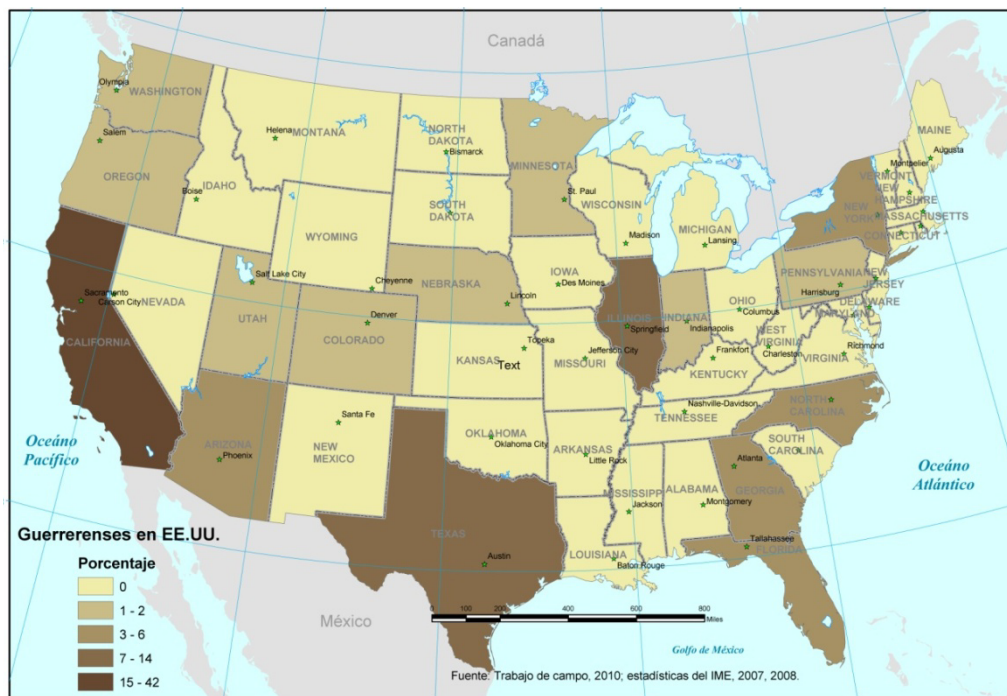 Canadá
Olympia
WASHINGTON
Salem
OREGON
Helena
MONTANA
NORTH
DAKOTA
Bismarck
MINNESOTA
St. Paul
MAINE
Augusta
Montpelier
VERMONT
NEW
HAMPSHIRE
NEW
YORK
MASSACHUSETTS
CONNECTICUT
Boise
IDAHO
SOUTH
DAKOTA
WISCONSIN
Madison
MICHIGAN
Lansing
WYOMING
Cheyenne
Salt Lake City
NEBRASKA
Lincoln
IOWA
Des Moines
PENNSYLVANIA
Harrisburg
NEW
JERSEY
DELAWARE
MARYLAND
Sacramento
Carson City
NEVADA
CALIFORNIA
UTAH
Denver
COLORADO
Topeka
KANSAS
Text
ILLINOIS
Springfield
INDIANA
Indianapolis
OHIO
Columbus
WEST
VIRGINIA
Charleston
Richmond
VIRGINIA
Jefferson City
MISSOURI
Frankfort
KENTUCKY
Nashville-Davidson
TENNESSEE
NORTH
CAROLINA
SOUTH
CAROLINA
Oceáno
Pacífico
ARIZONA
Phoenix
Santa Fe
NEW
MEXICO
OKLAHOMA
Oklahoma City
ARKANSAS
Little Rock
Atlanta
GEORGIA
Oceáno
Atlántico
MISSISSIPP
Jackson
ALABAMA
Montgomery
Tallahassee
FLORIDA
TEXAS
Austin
LOUISIANA
Baton Rouge
Guerrerenses en EE.UU.
Porcentaje
0
1 - 2
3 - 6
7 - 14
15 - 42
México
0 100 200 400 600 800
Miles
Golfo de México
Fuente: Trabajo de campo, 2010; estadísticas del IME, 2007, 2008.